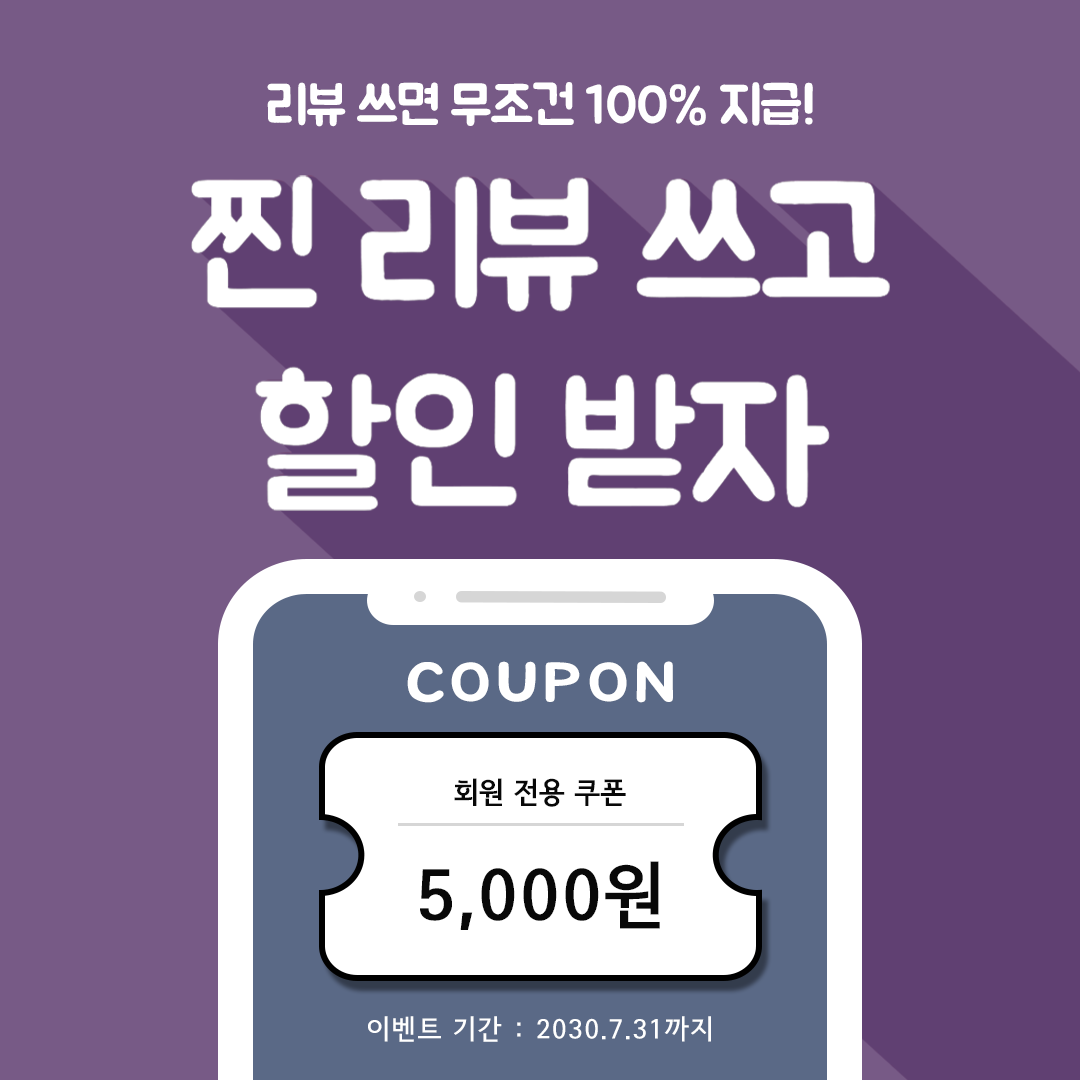 리뷰 쓰면 무조건 100% 지급!
찐 리뷰 쓰고
할인 받자
COUPON
회원 전용 쿠폰
5,000원
이벤트 기간 : 2030.7.31까지